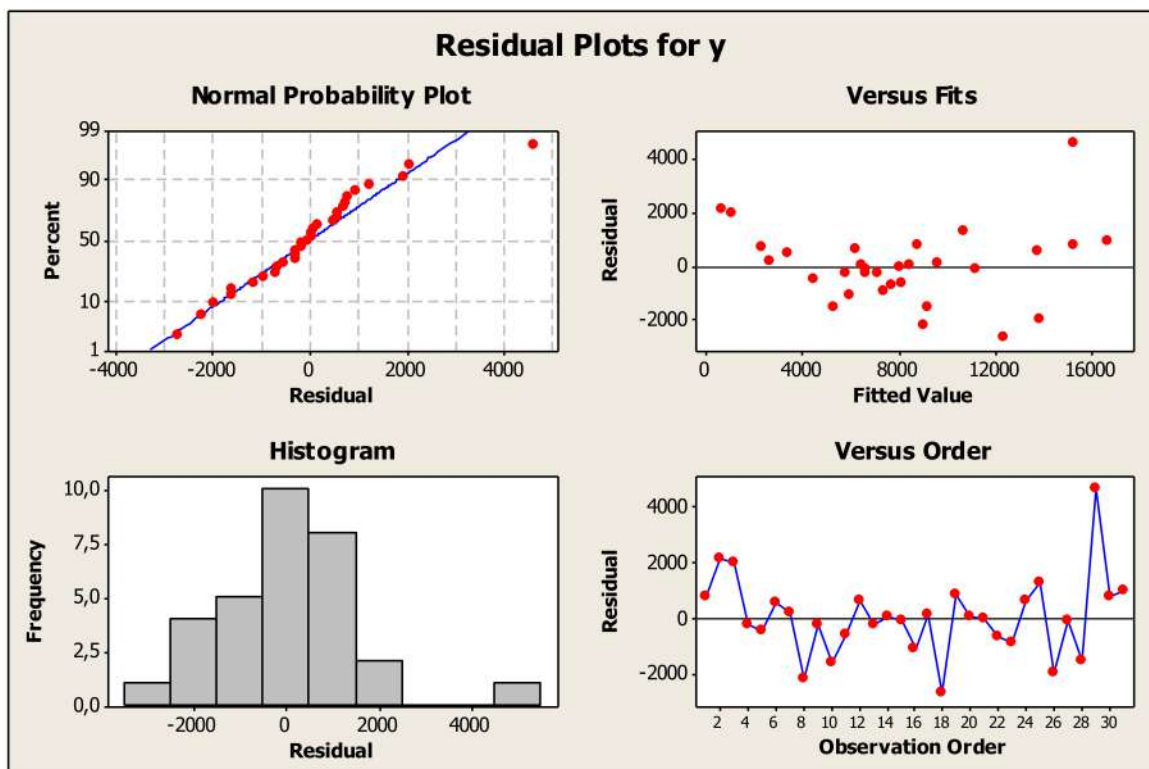 Residual Plots for y
Normal Probability Plot
Percent
99
90
50
10
1
-4000 -2000 0 2000 4000
Residual
Versus Fits
Residual
4000
2000
0
-2000
0 4000 8000 12000 16000
Fitted Value
Histogram
Frequency
10,0
7,5
5,0
2,5
0,0
-2000 0 2000 4000
Residual
Versus Order
Residual
4000
2000
0
-2000
2 4 6 8 10 12 14 16 18 20 22 24 26 28 30
Observation Order